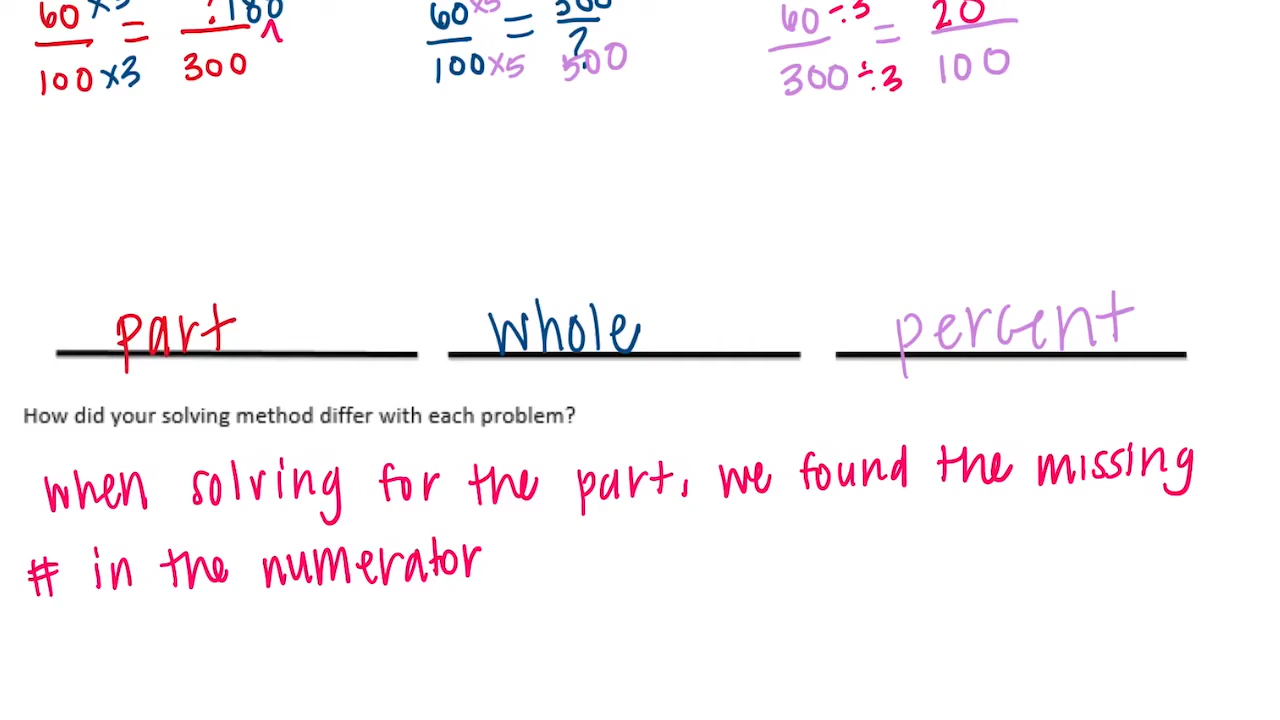 60 ×3 = ? 180
100 ×3 300
60 ×5 = 300
100 ×5 ? 500
60 ÷3 = 20
300 ÷3 100
part whole percent
How did your solving method differ with each problem?
when solving for the part, we found the missing
# in the numerator